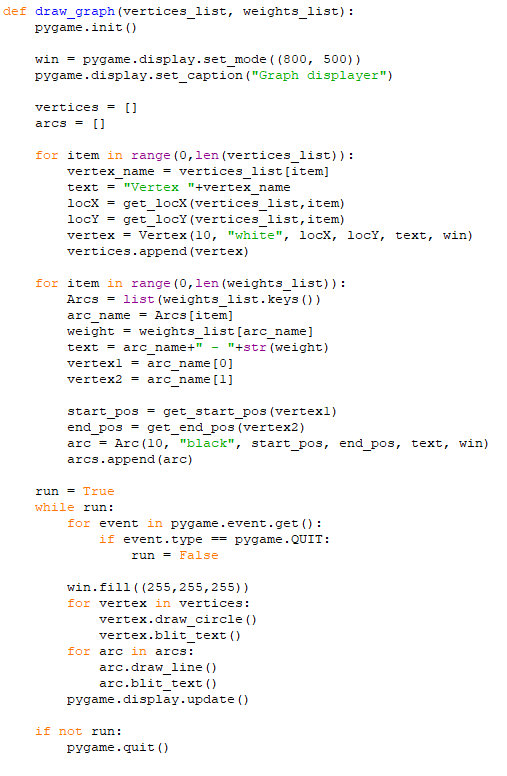 def draw_graph(vertices_list, weights_list):
    pygame.init()

    win = pygame.display.set_mode((800, 500))
    pygame.display.set_caption("Graph displayer")

    vertices = []
    arcs = []

    for item in range(0,len(vertices_list)):
        vertex_name = vertices_list[item]
        text = "Vertex "+vertex_name
        locX = get_locX(vertices_list,item)
        locY = get_locY(vertices_list,item)
        vertex = Vertex(10, "white", locX, locY, text, win)
        vertices.append(vertex)

    for item in range(0,len(weights_list)):
        Arcs = list(weights_list.keys())
        arc_name = Arcs[item]
        weight = weights_list[arc_name]
        text = arc_name+" - "+str(weight)
        vertex1 = arc_name[0]
        vertex2 = arc_name[1]

        start_pos = get_start_pos(vertex1)
        end_pos = get_end_pos(vertex2)
        arc = Arc(10, "black", start_pos, end_pos, text, win)
        arcs.append(arc)

    run = True
    while run:
        for event in pygame.event.get():
            if event.type == pygame.QUIT:
                run = False

        win.fill((255,255,255))
        for vertex in vertices:
            vertex.draw_circle()
            vertex.blit_text()
        for arc in arcs:
            arc.draw_line()
            arc.blit_text()
        pygame.display.update()

    if not run:
        pygame.quit()